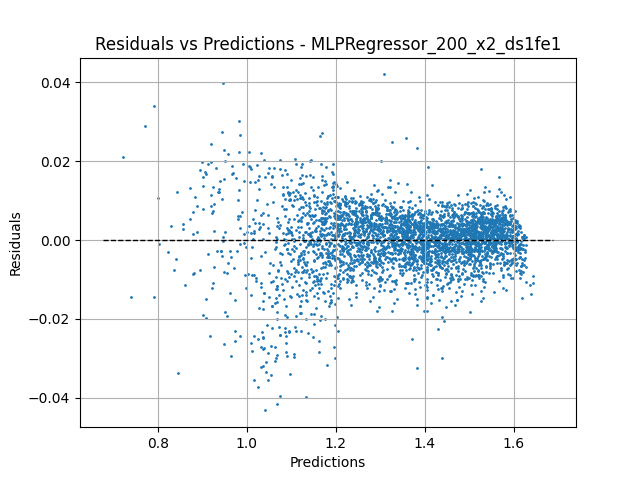 Residuals vs Predictions - MLPRegressor_200_x2_ds1fe1
0.04
0.02
0.00
−0.02
−0.04
Residuals
0.8 1.0 1.2 1.4 1.6
Predictions